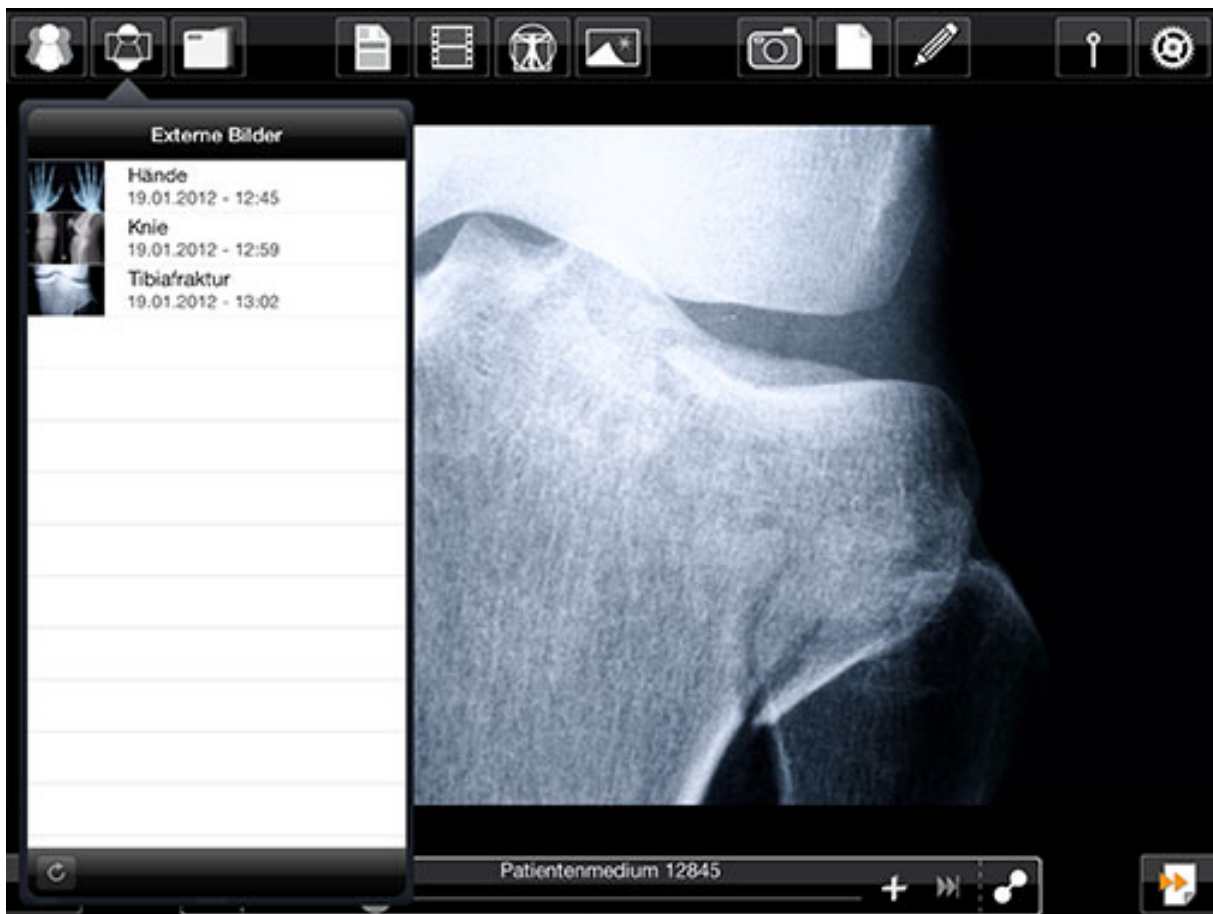 Externe Bilder
Hände
19.01.2012 - 12:45
Knie
19.01.2012 - 12:59
Tibiafraktur
19.01.2012 - 13:02
Patientenmedium 12845